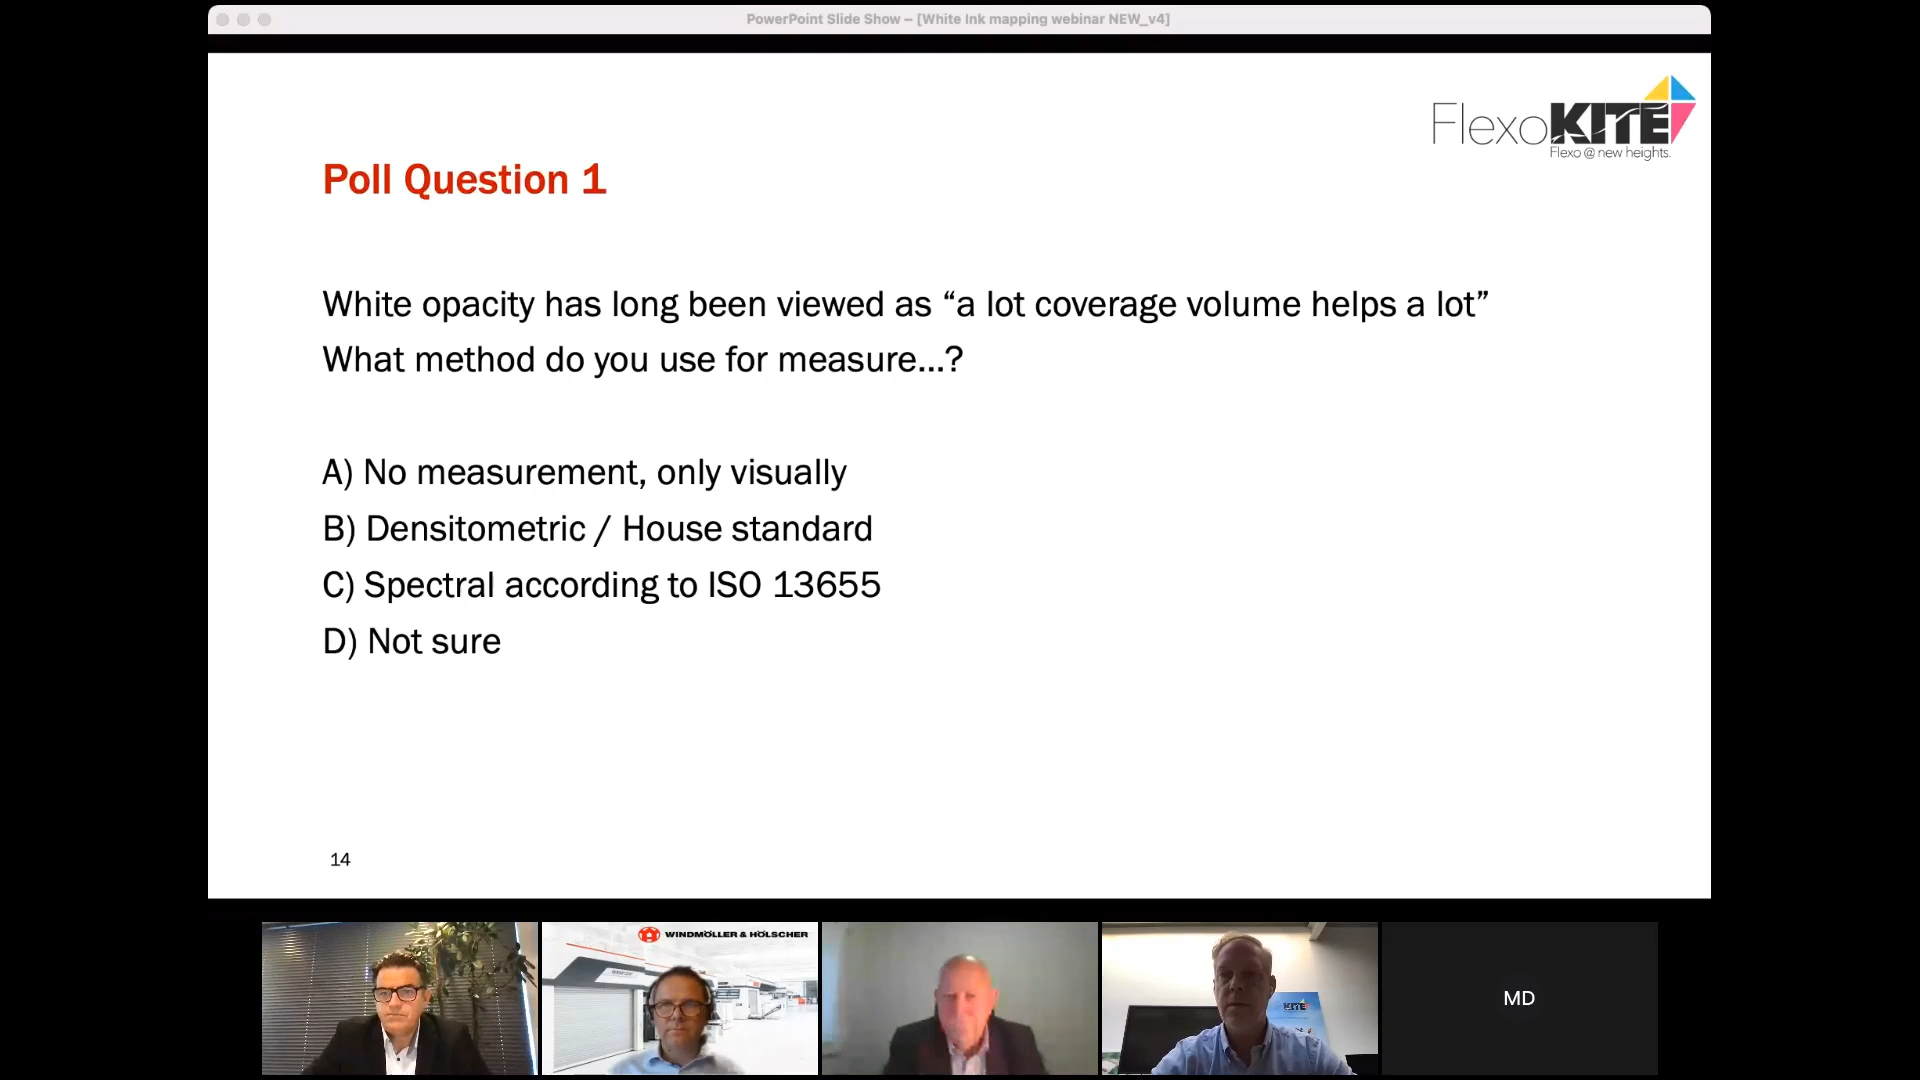 PowerPoint Slide Show – [White Ink mapping webinar NEW_v4]
FlexoKITE
Flexo @ new heights.
Poll Question 1
White opacity has long been viewed as “a lot coverage volume helps a lot”
What method do you use for measure...?
A) No measurement, only visually
B) Densitometric / House standard
C) Spectral according to ISO 13655
D) Not sure
14
WINDMÖLLER & HÖLSCHER
KITE
MD